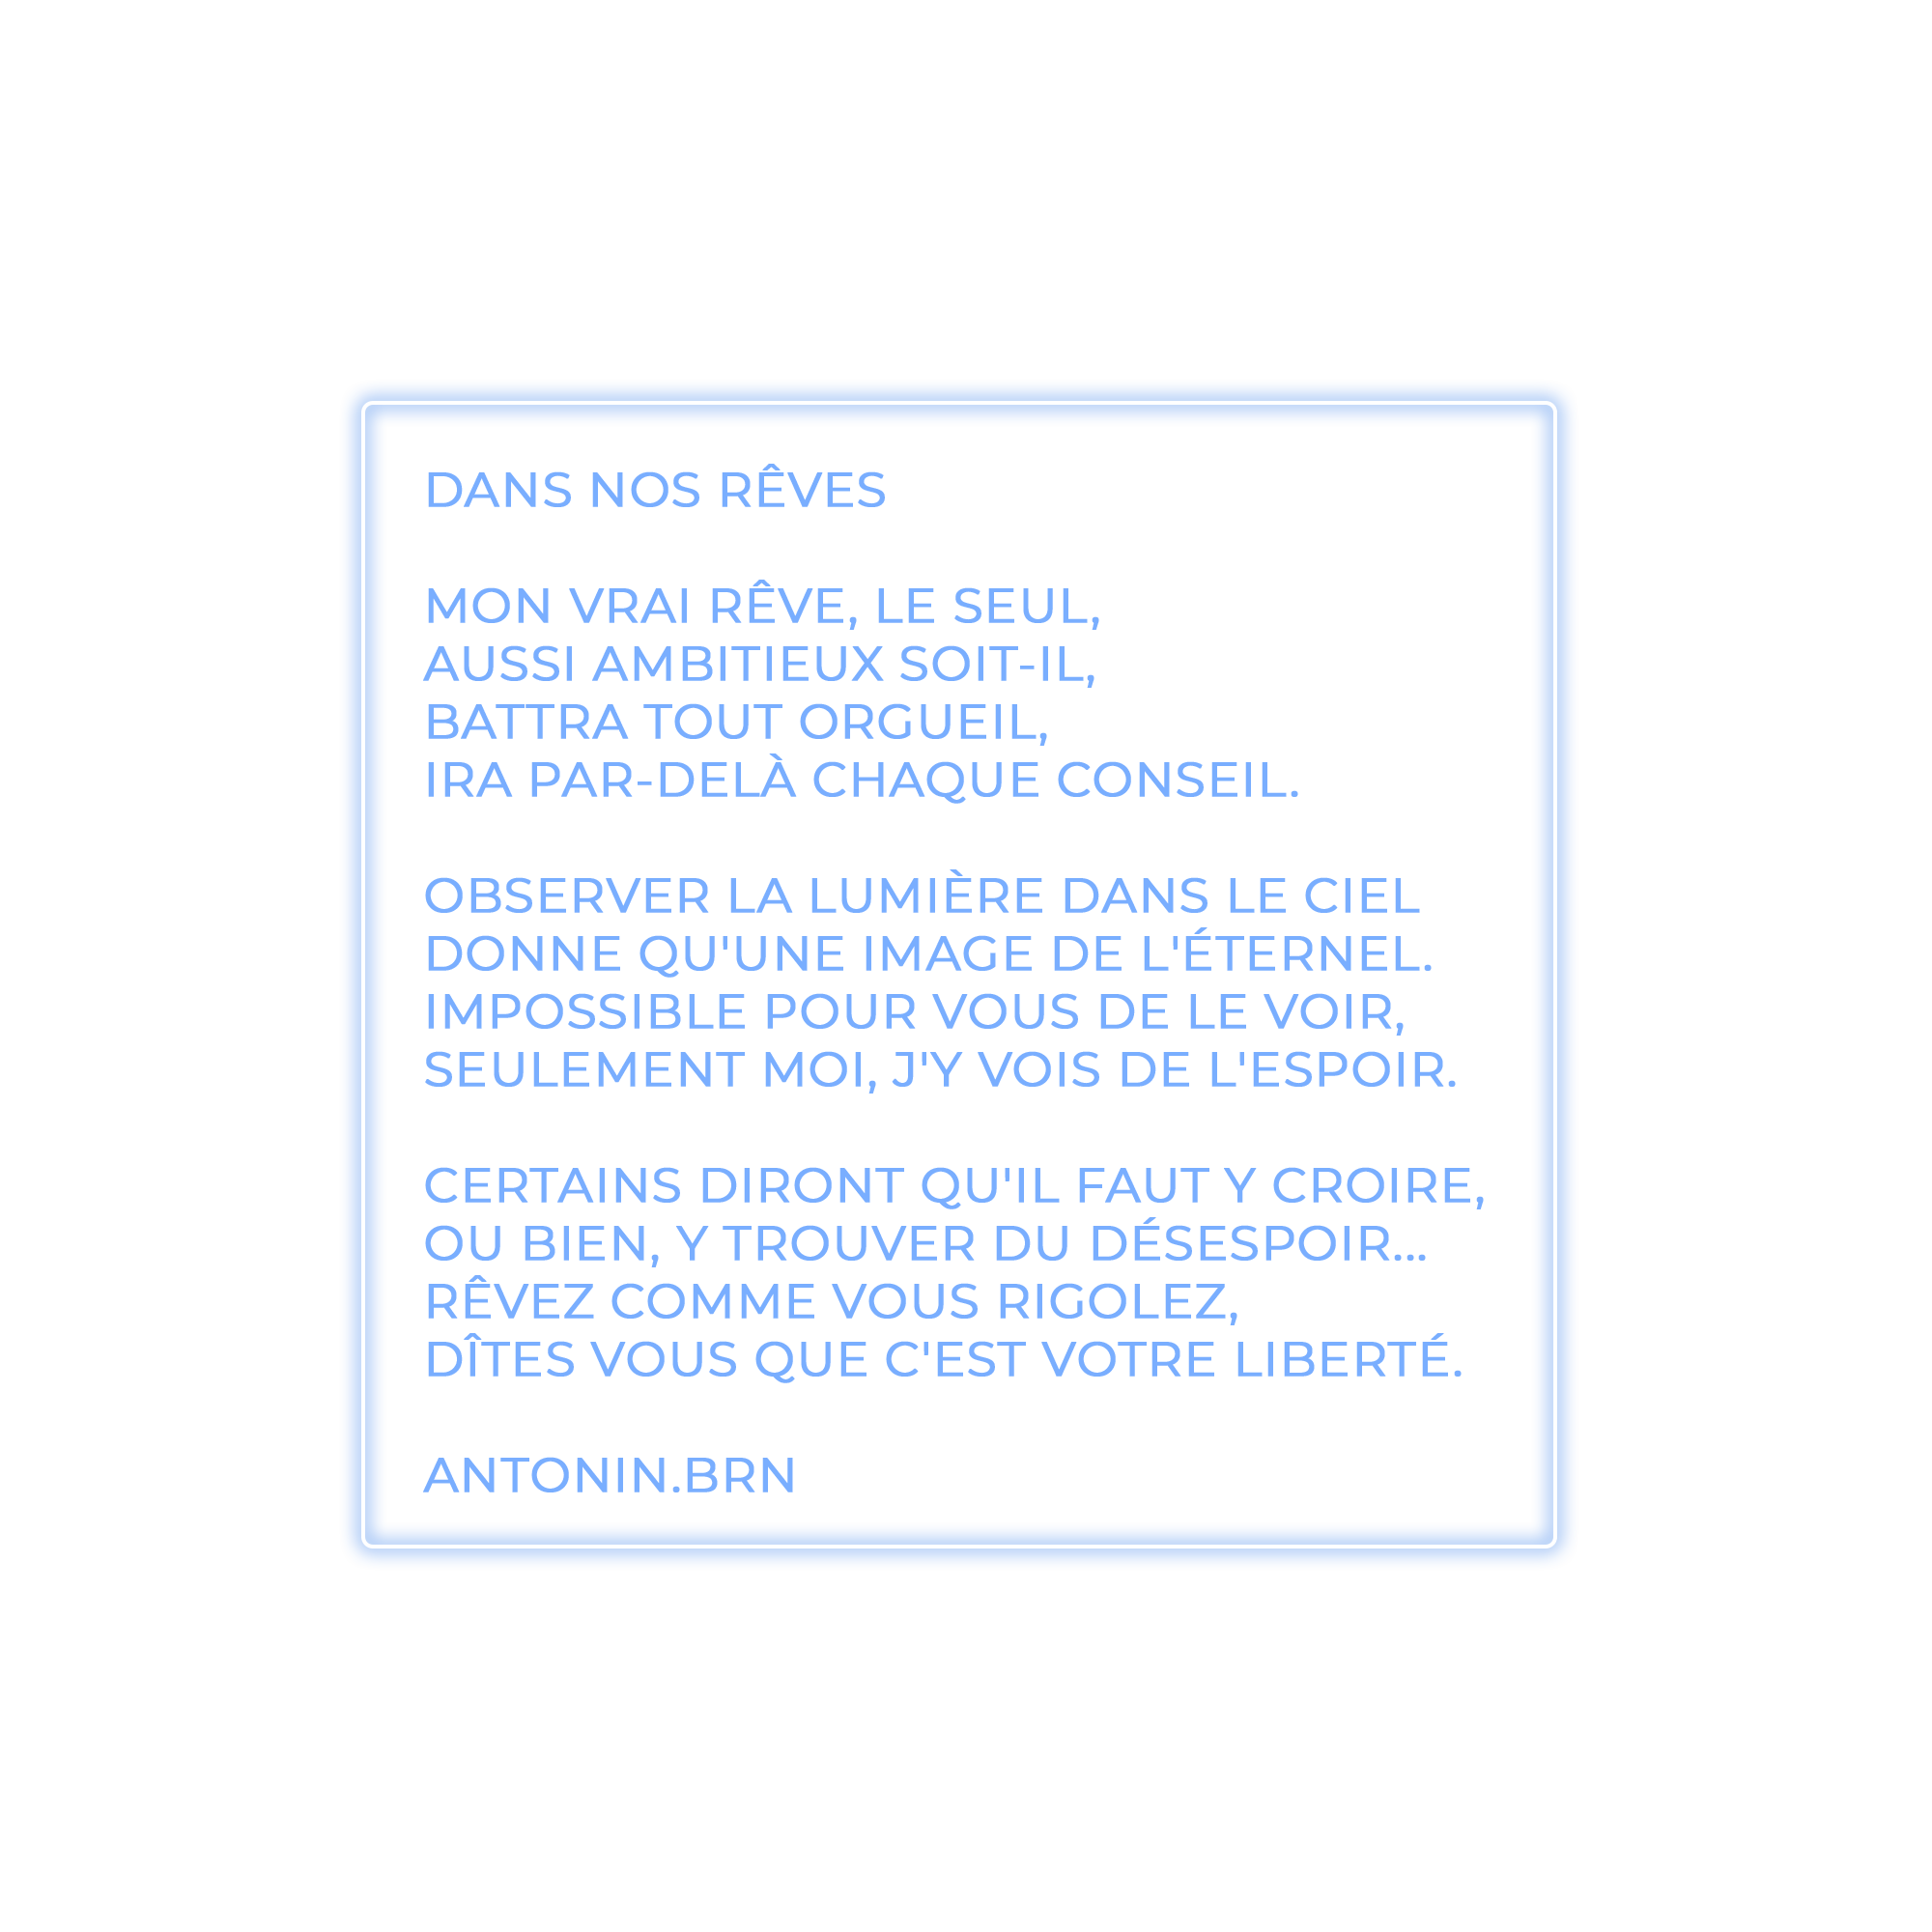 DANS NOS RÊVES
MON VRAI RÊVE, LE SEUL,
AUSSI AMBITIEUX SOIT-IL,
BATTRA TOUT ORGUEIL,
IRA PAR-DELÀ CHAQUE CONSEIL.
OBSERVER LA LUMIÈRE DANS LE CIEL
DONNE QU'UNE IMAGE DE L'ÉTERNEL.
IMPOSSIBLE POUR VOUS DE LE VOIR,
SEULEMENT MOI, J'Y VOIS DE L'ESPOIR.
CERTAINS DIRONT QU'IL FAUT Y CROIRE,
OU BIEN, Y TROUVER DU DÉSESPOIR...
RÊVEZ COMME VOUS RIGOLEZ,
DÎTES VOUS QUE C'EST VOTRE LIBERTÉ.
ANTONIN.BRN